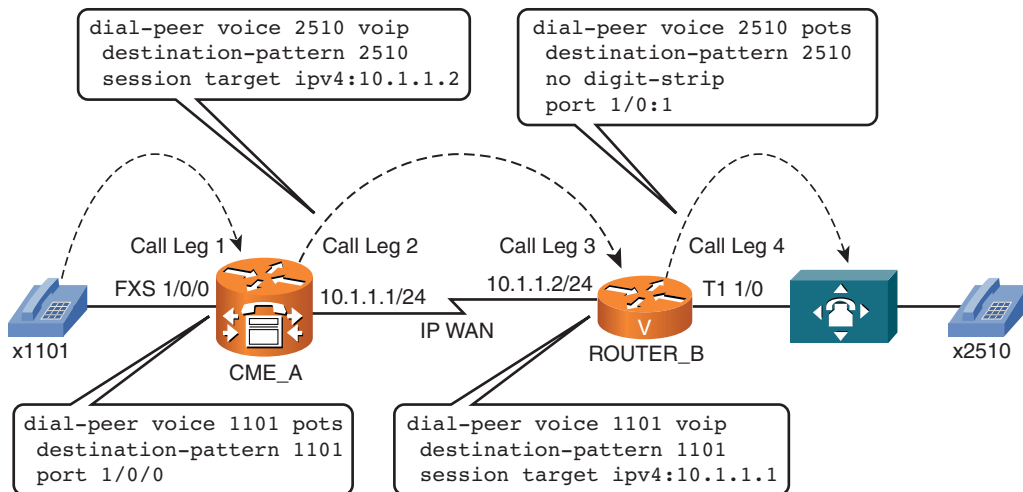 dial-peer voice 2510 voip
destination-pattern 2510
session target ipv4:10.1.1.2
dial-peer voice 2510 pots
destination-pattern 2510
no digit-strip
port 1/0:1
Call Leg 1
Call Leg 2
Call Leg 3
Call Leg 4
FXS 1/0/0
10.1.1.1/24
10.1.1.2/24
T1 1/0
IP WAN
V
x1101
CME_A
ROUTER_B
x2510
dial-peer voice 1101 pots
destination-pattern 1101
port 1/0/0
dial-peer voice 1101 voip
destination-pattern 1101
session target ipv4:10.1.1.1